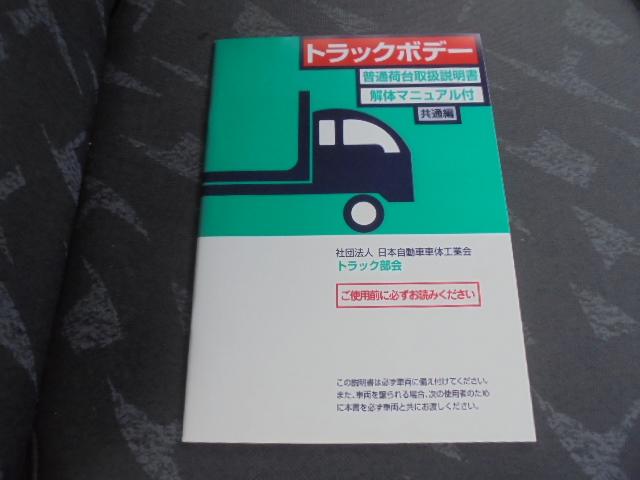 トラックボデー
普通荷台取扱説明書
解体マニュアル付
共通編
社団法人 日本自動車車体工業会
トラック部会
ご使用前に必ずお読みください
この説明書は必ず車両に備え付けてください。
また、車両を譲られる場合、次の使用者のため
に本書を必ず車両と共にお渡しください。